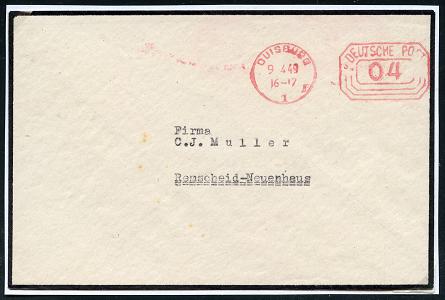 DUISBURG
9.4.49
16-17
1
DEUTSCHE POST
04
Firma
C.J. Muller
Remscheid-Neuenhaus